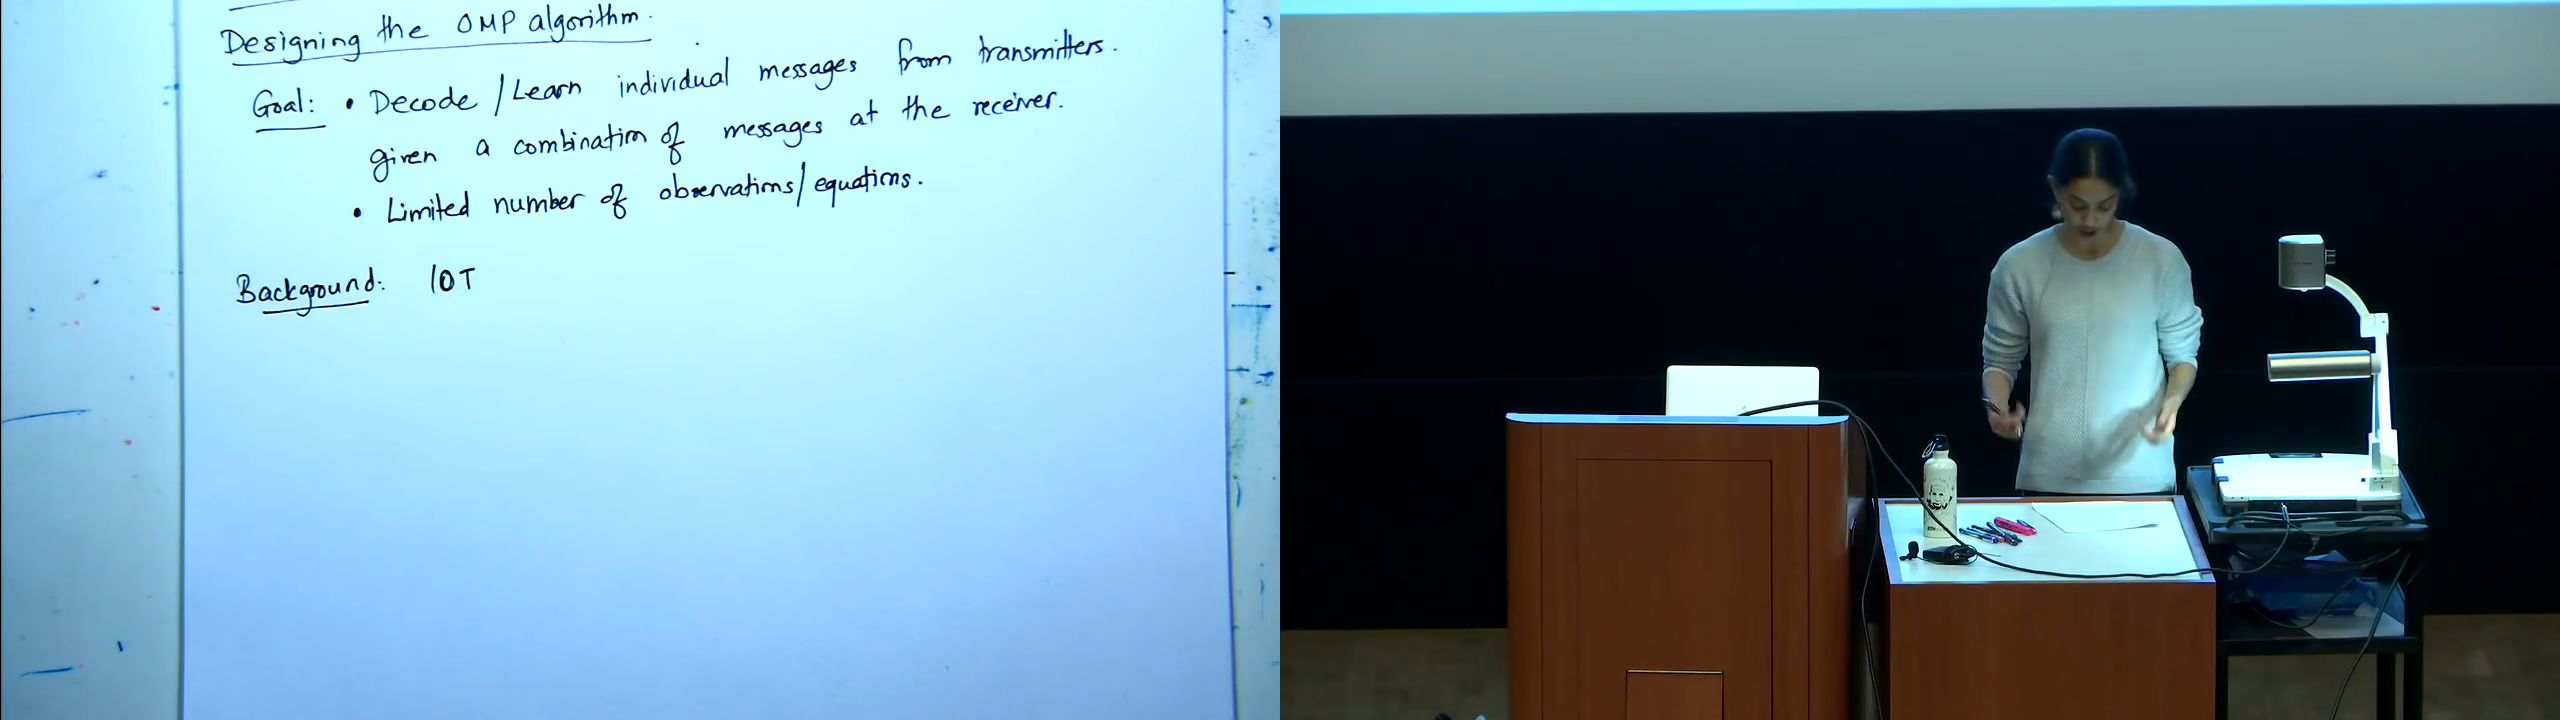 Designing the OMP algorithm.
Goal: • Decode / Learn individual messages from transmitters.
given a combination of messages at the receiver.
• Limited number of observations/equations.
Background: IOT